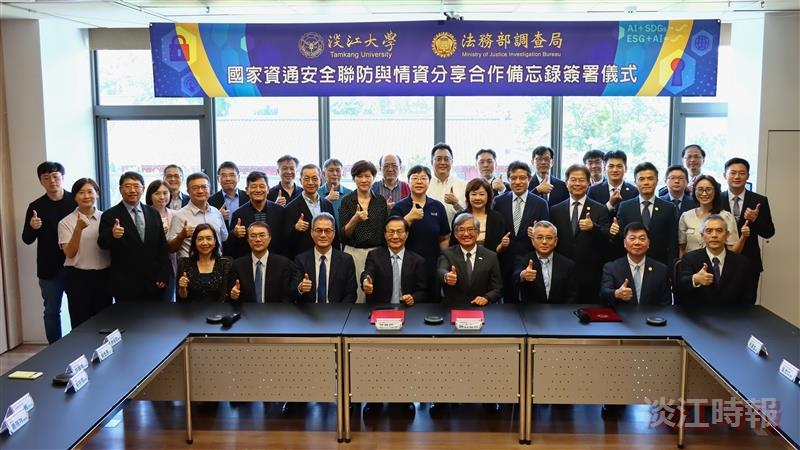 淡江大學
Tamkang University
法務部調查局
Ministry of Justice Investigation Bureau
AI+SDGs
ESG+AI
國家資通安全聯防與情資分享合作備忘錄簽署儀式
淡江時報